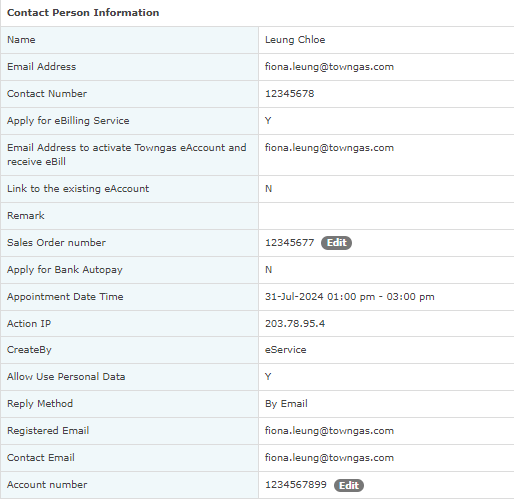 Contact Person Information
Name Leung Chloe
Email Address fiona.leung@towngas.com
Contact Number 12345678
Apply for eBilling Service Y
Email Address to activate Towngas eAccount and fiona.leung@towngas.com
receive eBill
Link to the existing eAccount N
Remark
Sales Order number 12345677 Edit
Apply for Bank Autopay N
Appointment Date Time 31-Jul-2024 01:00 pm - 03:00 pm
Action IP 203.78.95.4
CreateBy eService
Allow Use Personal Data Y
Reply Method By Email
Registered Email fiona.leung@towngas.com
Contact Email fiona.leung@towngas.com
Account number 1234567899 Edit